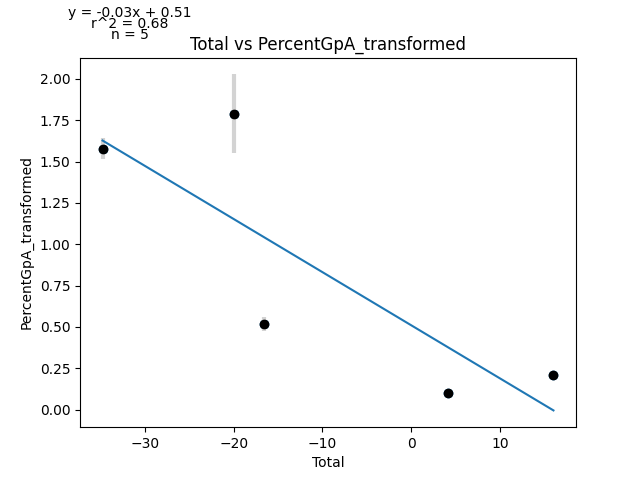 y = -0.03x + 0.51
r^2 = 0.68
n = 5
Total vs PercentGpA_transformed
2.00
1.75
1.50
1.25
1.00
0.75
0.50
0.25
0.00
PercentGpA_transformed
−30
−20
−10
0
10
Total